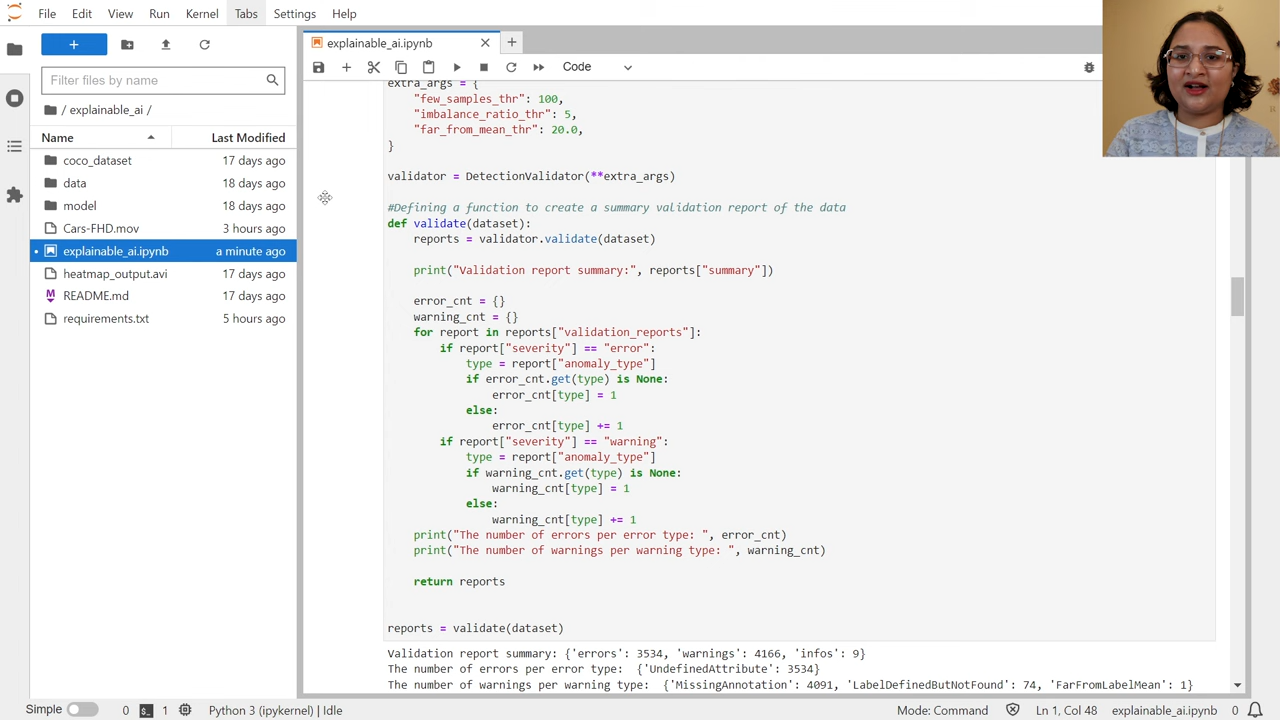 File Edit View Run Kernel Tabs Settings Help
+
Filter files by name
/ explainable_ai /
Name Last Modified
coco_dataset 17 days ago
data 18 days ago
model 18 days ago
Cars-FHD.mov 3 hours ago
explainable_ai.ipynb a minute ago
heatmap_output.avi 17 days ago
README.md 17 days ago
requirements.txt 5 hours ago
explainable_ai.ipynb
Code
extra_args = {
"few_samples_thr": 100,
"imbalance_ratio_thr": 5,
"far_from_mean_thr": 20.0,
}
validator = DetectionValidator(**extra_args)
#Defining a function to create a summary validation report of the data
def validate(dataset):
reports = validator.validate(dataset)
print("Validation report summary:", reports["summary"])
error_cnt = {}
warning_cnt = {}
for report in reports["validation_reports"]:
if report["severity"] == "error":
type = report["anomaly_type"]
if error_cnt.get(type) is None:
error_cnt[type] = 1
else:
error_cnt[type] += 1
if report["severity"] == "warning":
type = report["anomaly_type"]
if warning_cnt.get(type) is None:
warning_cnt[type] = 1
else:
warning_cnt[type] += 1
print("The number of errors per error type: ", error_cnt)
print("The number of warnings per warning type: ", warning_cnt)
return reports
reports = validate(dataset)
Validation report summary: {'errors': 3534, 'warnings': 4166, 'infos': 9}
The number of errors per error type:  {'UndefinedAttribute': 3534}
The number of warnings per warning type:  {'MissingAnnotation': 4091, 'LabelDefinedButNotFound': 74, 'FarFromLabelMean': 1}
Simple 0 1 Python 3 (ipykernel) | Idle Mode: Command Ln 1, Col 48 explainable_ai.ipynb 0